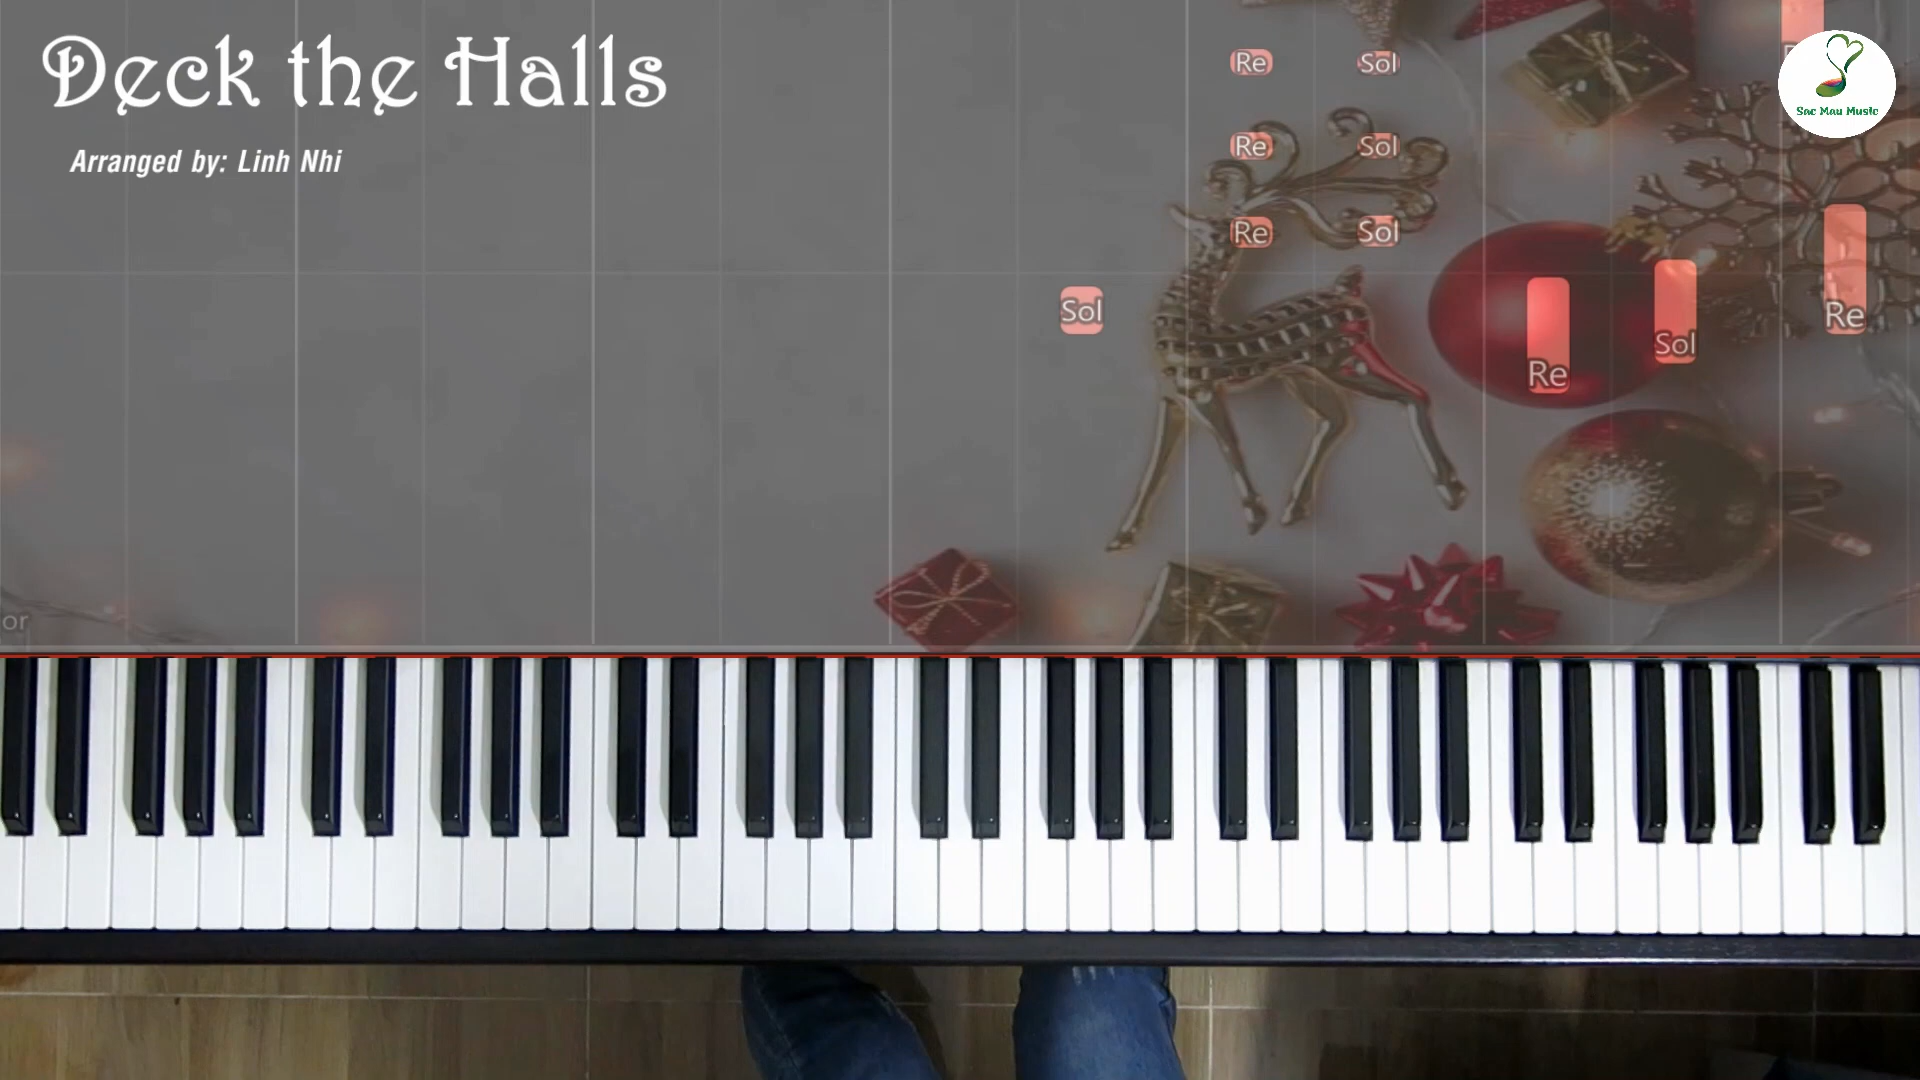 Deck the Halls
Arranged by: Linh Nhi
Sac Mau Music
Re Sol
Re Sol
Re Sol
Sol
Re
Sol
Re
or